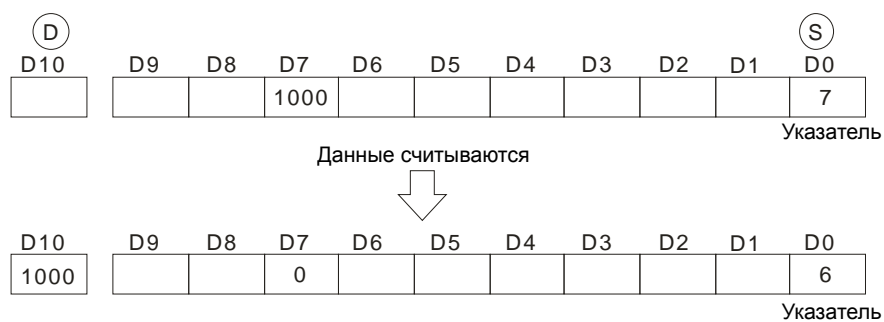 D S
D10 D9 D8 D7 D6 D5 D4 D3 D2 D1 D0
1000 7
Указатель
Данные считываются
D10 D9 D8 D7 D6 D5 D4 D3 D2 D1 D0
1000 0 6
Указатель